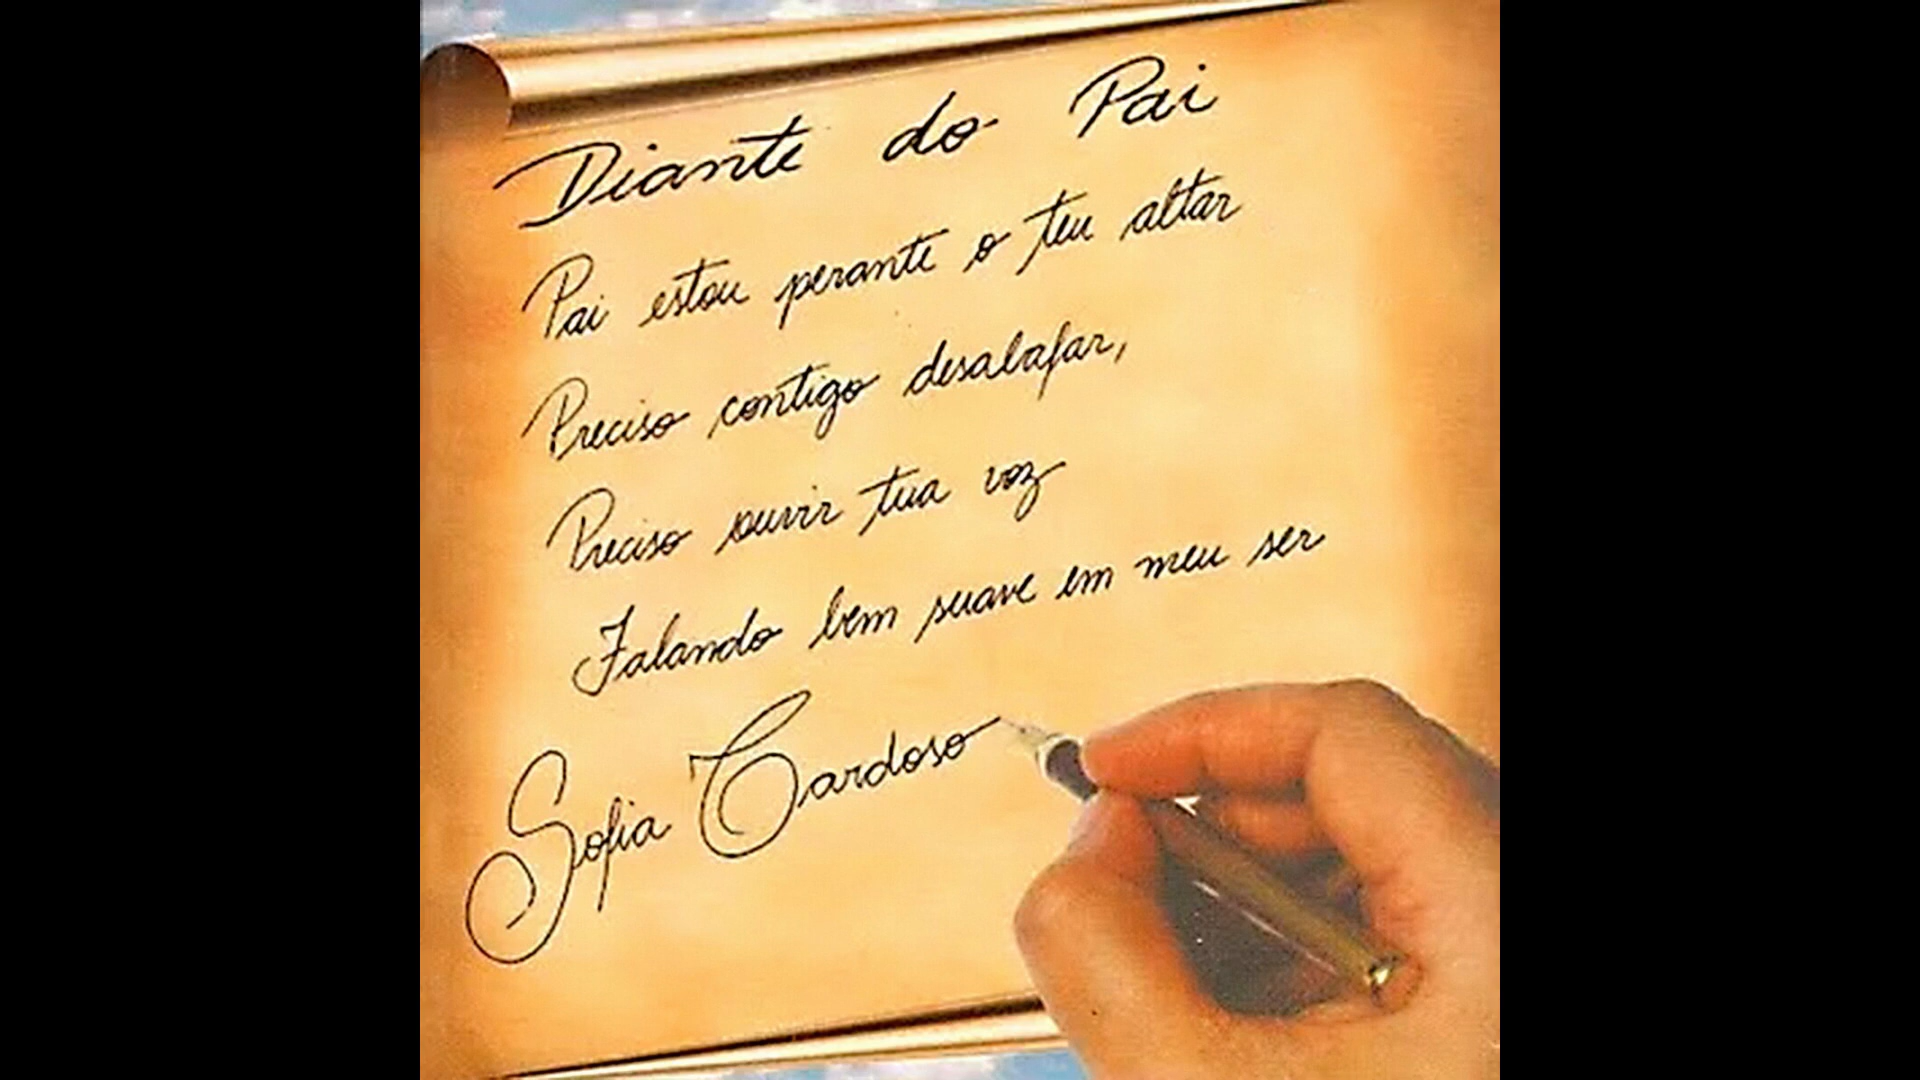 Diante do Pai
Pai estou perante o teu altar
Preciso contigo desabafar,
Preciso ouvir tua voz
Falando bem suave em meu ser
Sofia Cardoso